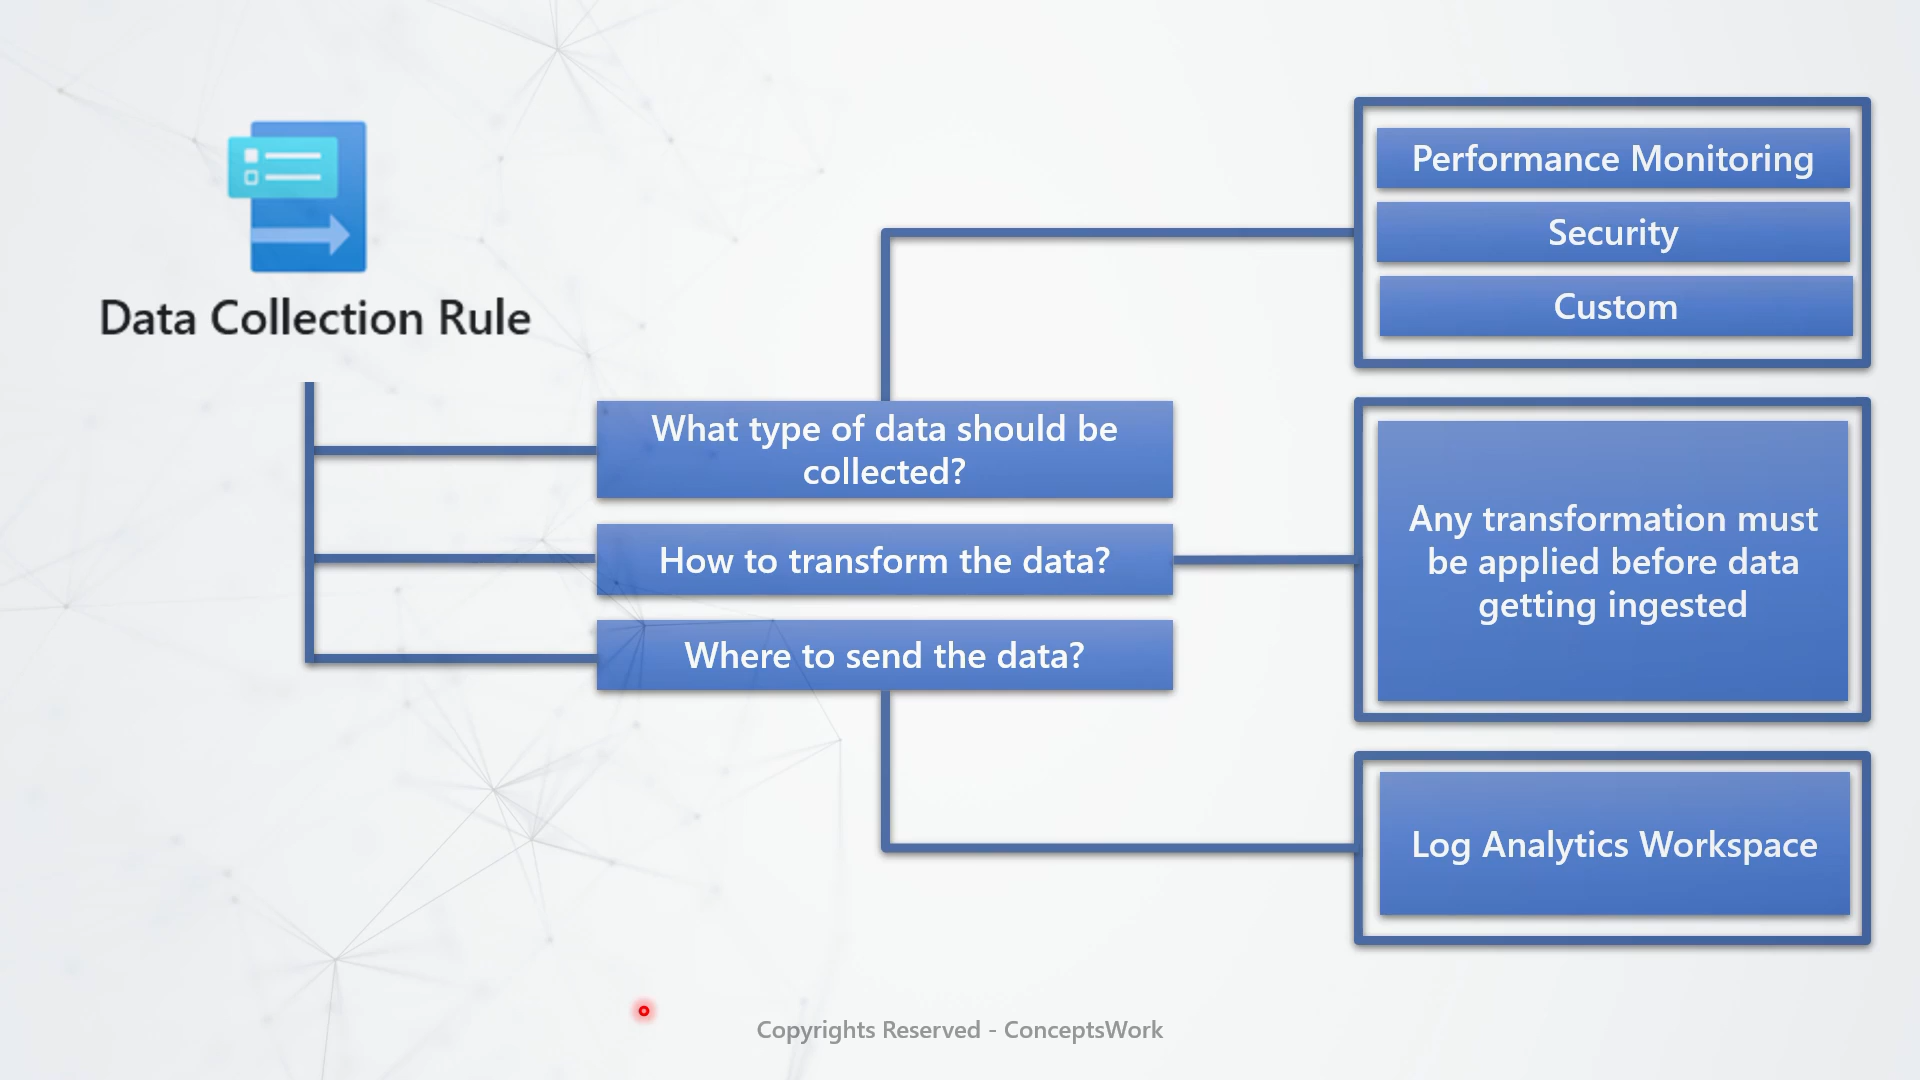 Data Collection Rule
What type of data should be
collected?
How to transform the data?
Where to send the data?
Performance Monitoring
Security
Custom
Any transformation must
be applied before data
getting ingested
Log Analytics Workspace
Copyrights Reserved - ConceptsWork